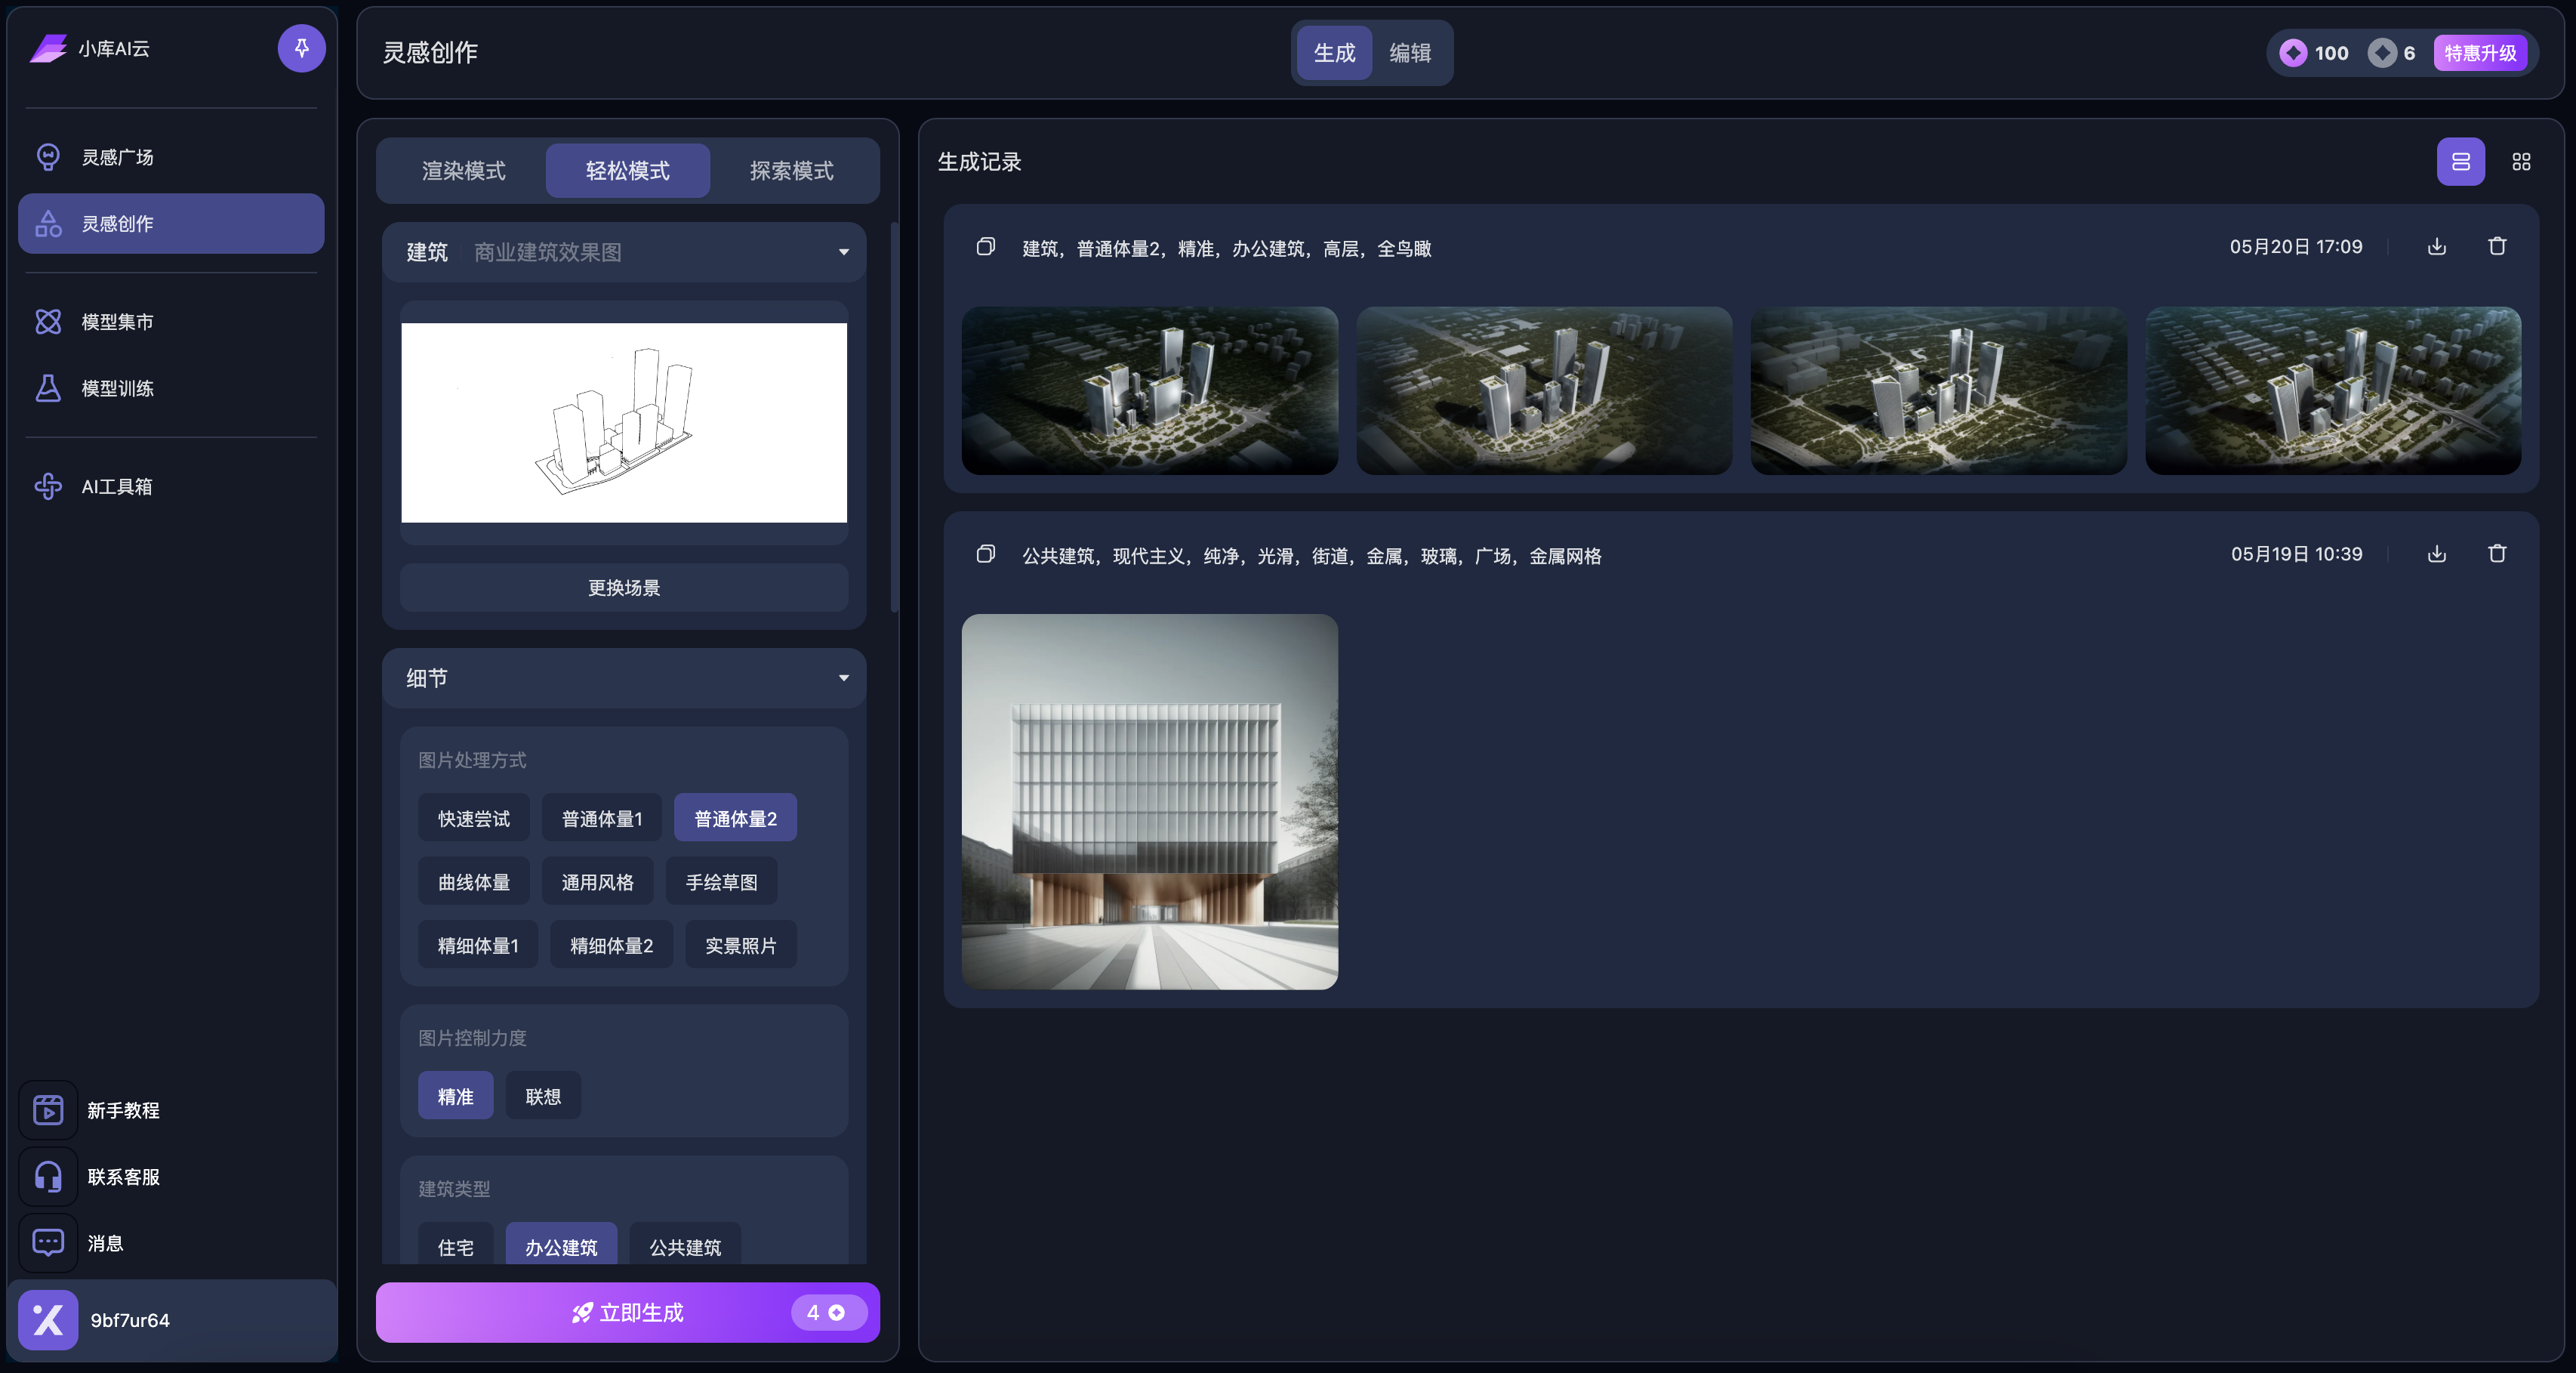 小库AI云
灵感广场
灵感创作
模型集市
模型训练
AI工具箱
新手教程
联系客服
消息
9bf7ur64
灵感创作
生成 编辑
100 6 特惠升级
渲染模式 轻松模式 探索模式
建筑 商业建筑效果图
更换场景
细节
图片处理方式
快速尝试 普通体量1 普通体量2
曲线体量 通用风格 手绘草图
精细体量1 精细体量2 实景照片
图片控制力度
精准 联想
建筑类型
住宅 办公建筑 公共建筑
立即生成 4
生成记录
建筑，普通体量2，精准，办公建筑，高层，全鸟瞰 05月20日 17:09
公共建筑，现代主义，纯净，光滑，街道，金属，玻璃，广场，金属网格 05月19日 10:39